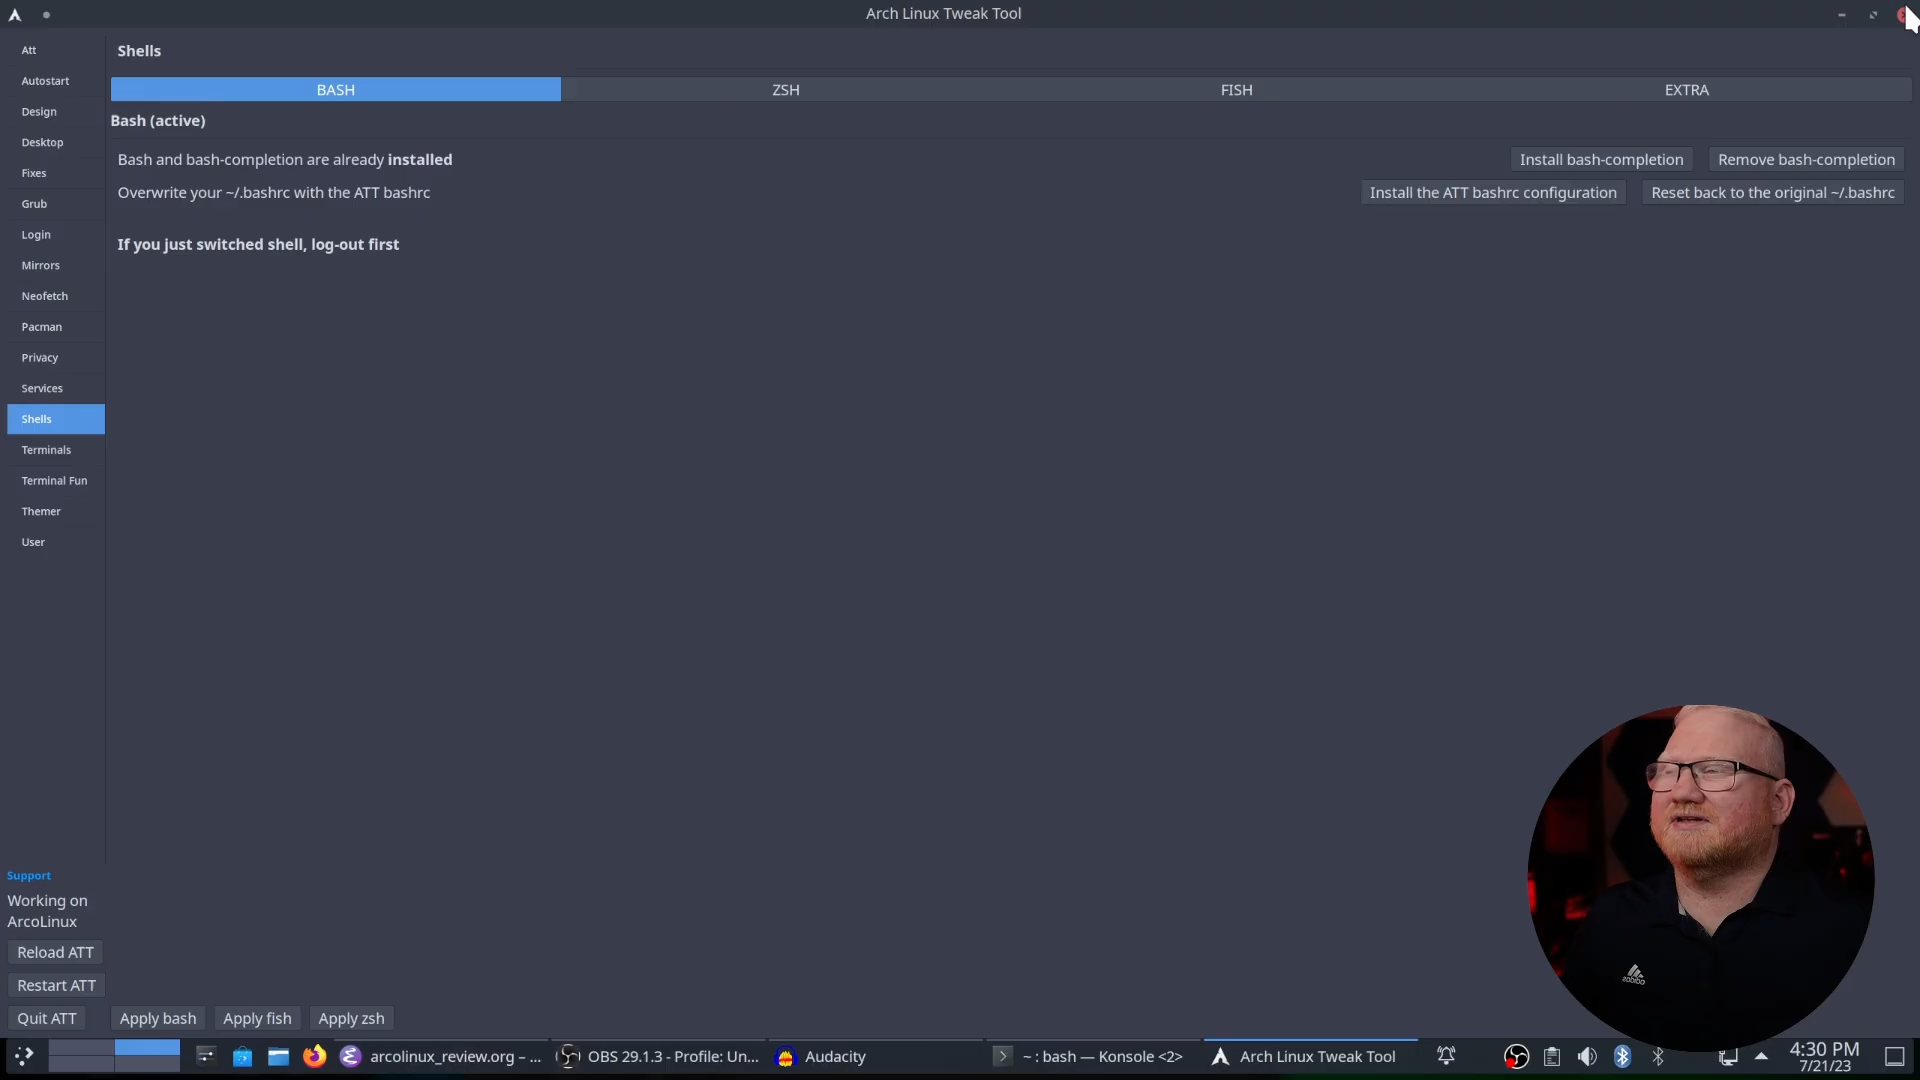 Arch Linux Tweak Tool
Att
Autostart
Design
Desktop
Fixes
Grub
Login
Mirrors
Neofetch
Pacman
Privacy
Services
Shells
Terminals
Terminal Fun
Themer
User
Shells
BASH ZSH FISH EXTRA
Bash (active)
Bash and bash-completion are already installed Install bash-completion Remove bash-completion
Overwrite your ~/.bashrc with the ATT bashrc Install the ATT bashrc configuration Reset back to the original ~/.bashrc
If you just switched shell, log-out first
Support
Working on
ArcoLinux
Reload ATT
Restart ATT
Quit ATT Apply bash Apply fish Apply zsh
arcolinux_review.org – ... OBS 29.1.3 - Profile: Un... Audacity ~ : bash — Konsole <2> Arch Linux Tweak Tool 4:30 PM
7/21/23